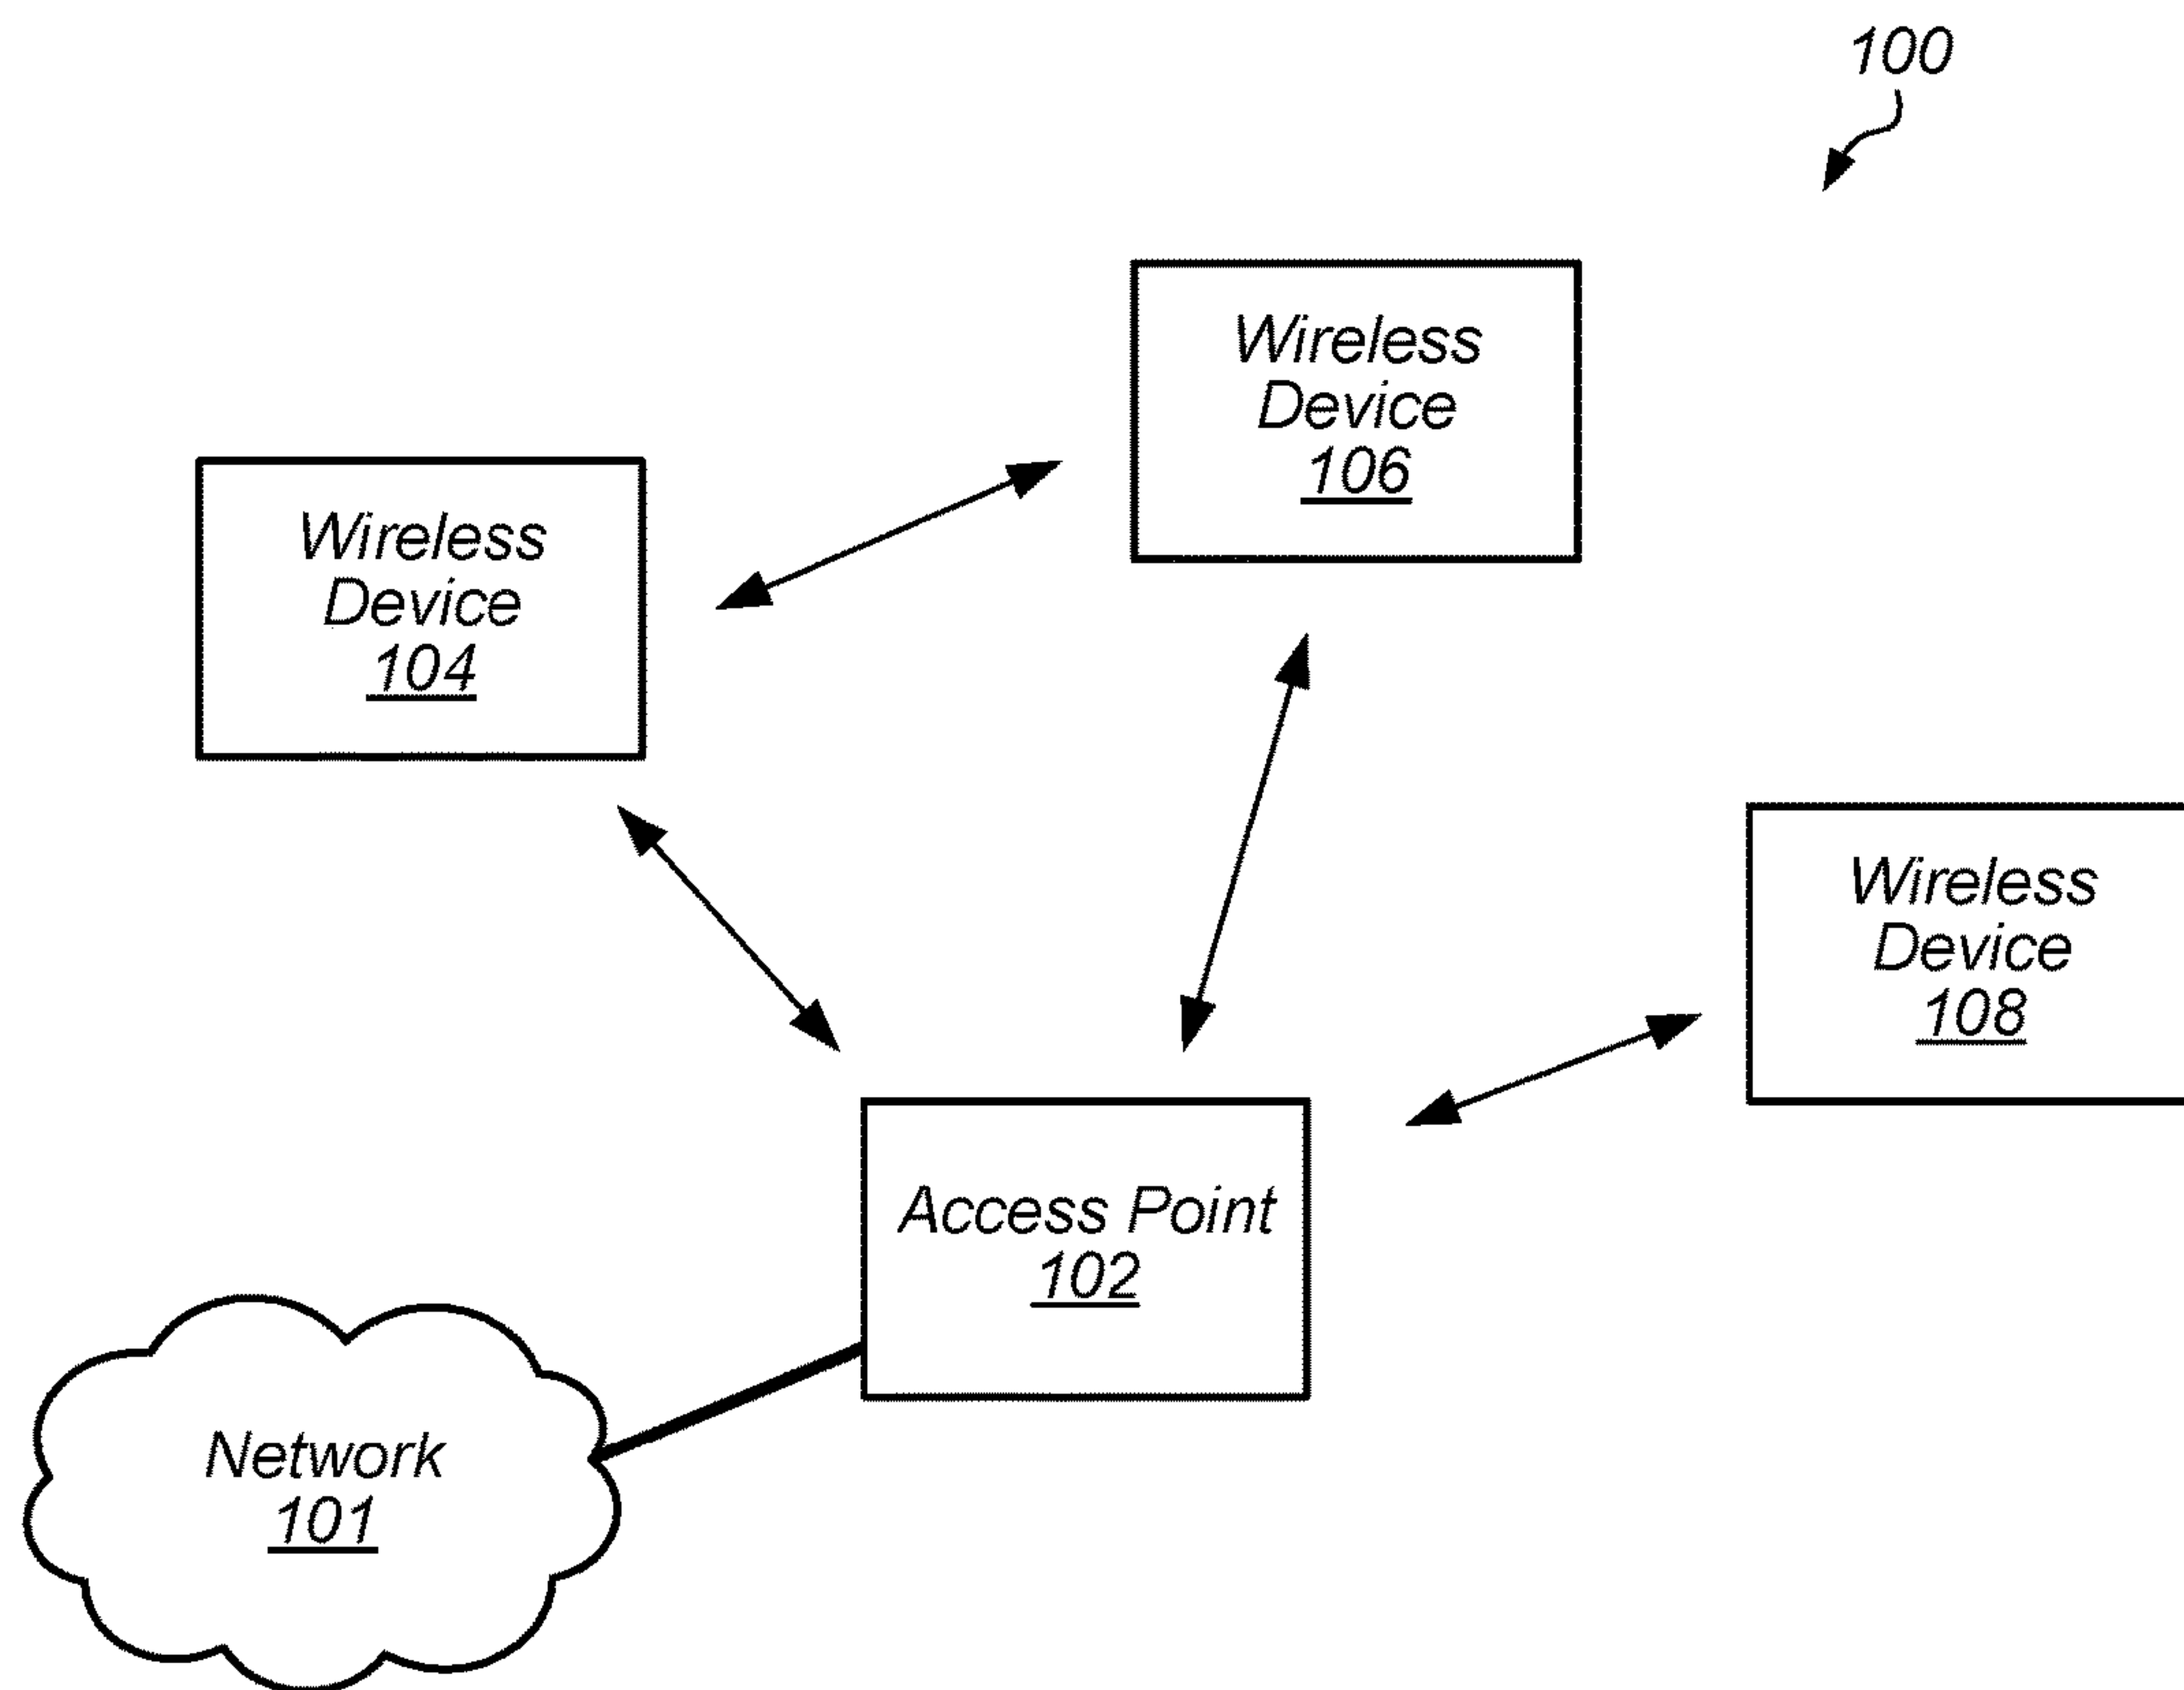 100
Wireless
Device
106
Wireless
Device
104
Wireless
Device
108
Access Point
102
Network
101